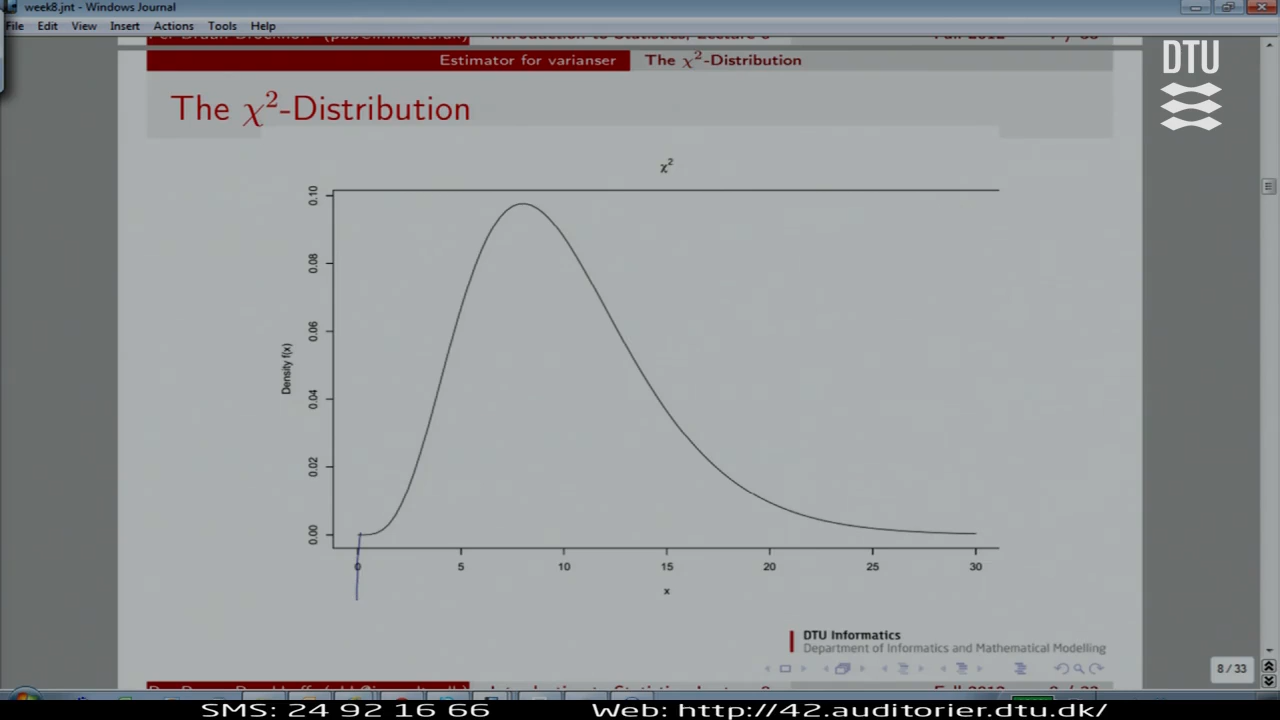 week8.jnt - Windows Journal
File Edit View Insert Actions Tools Help
DTU
Estimator for varianser The χ²-Distribution
The χ²-Distribution
χ²
0.10
0.08
0.06
0.04
0.02
0.00
Density f(x)
0 5 10 15 20 25 30
x
DTU Informatics
Department of Informatics and Mathematical Modelling
8 / 33
SMS: 24 92 16 66 Web: http://42.auditorier.dtu.dk/